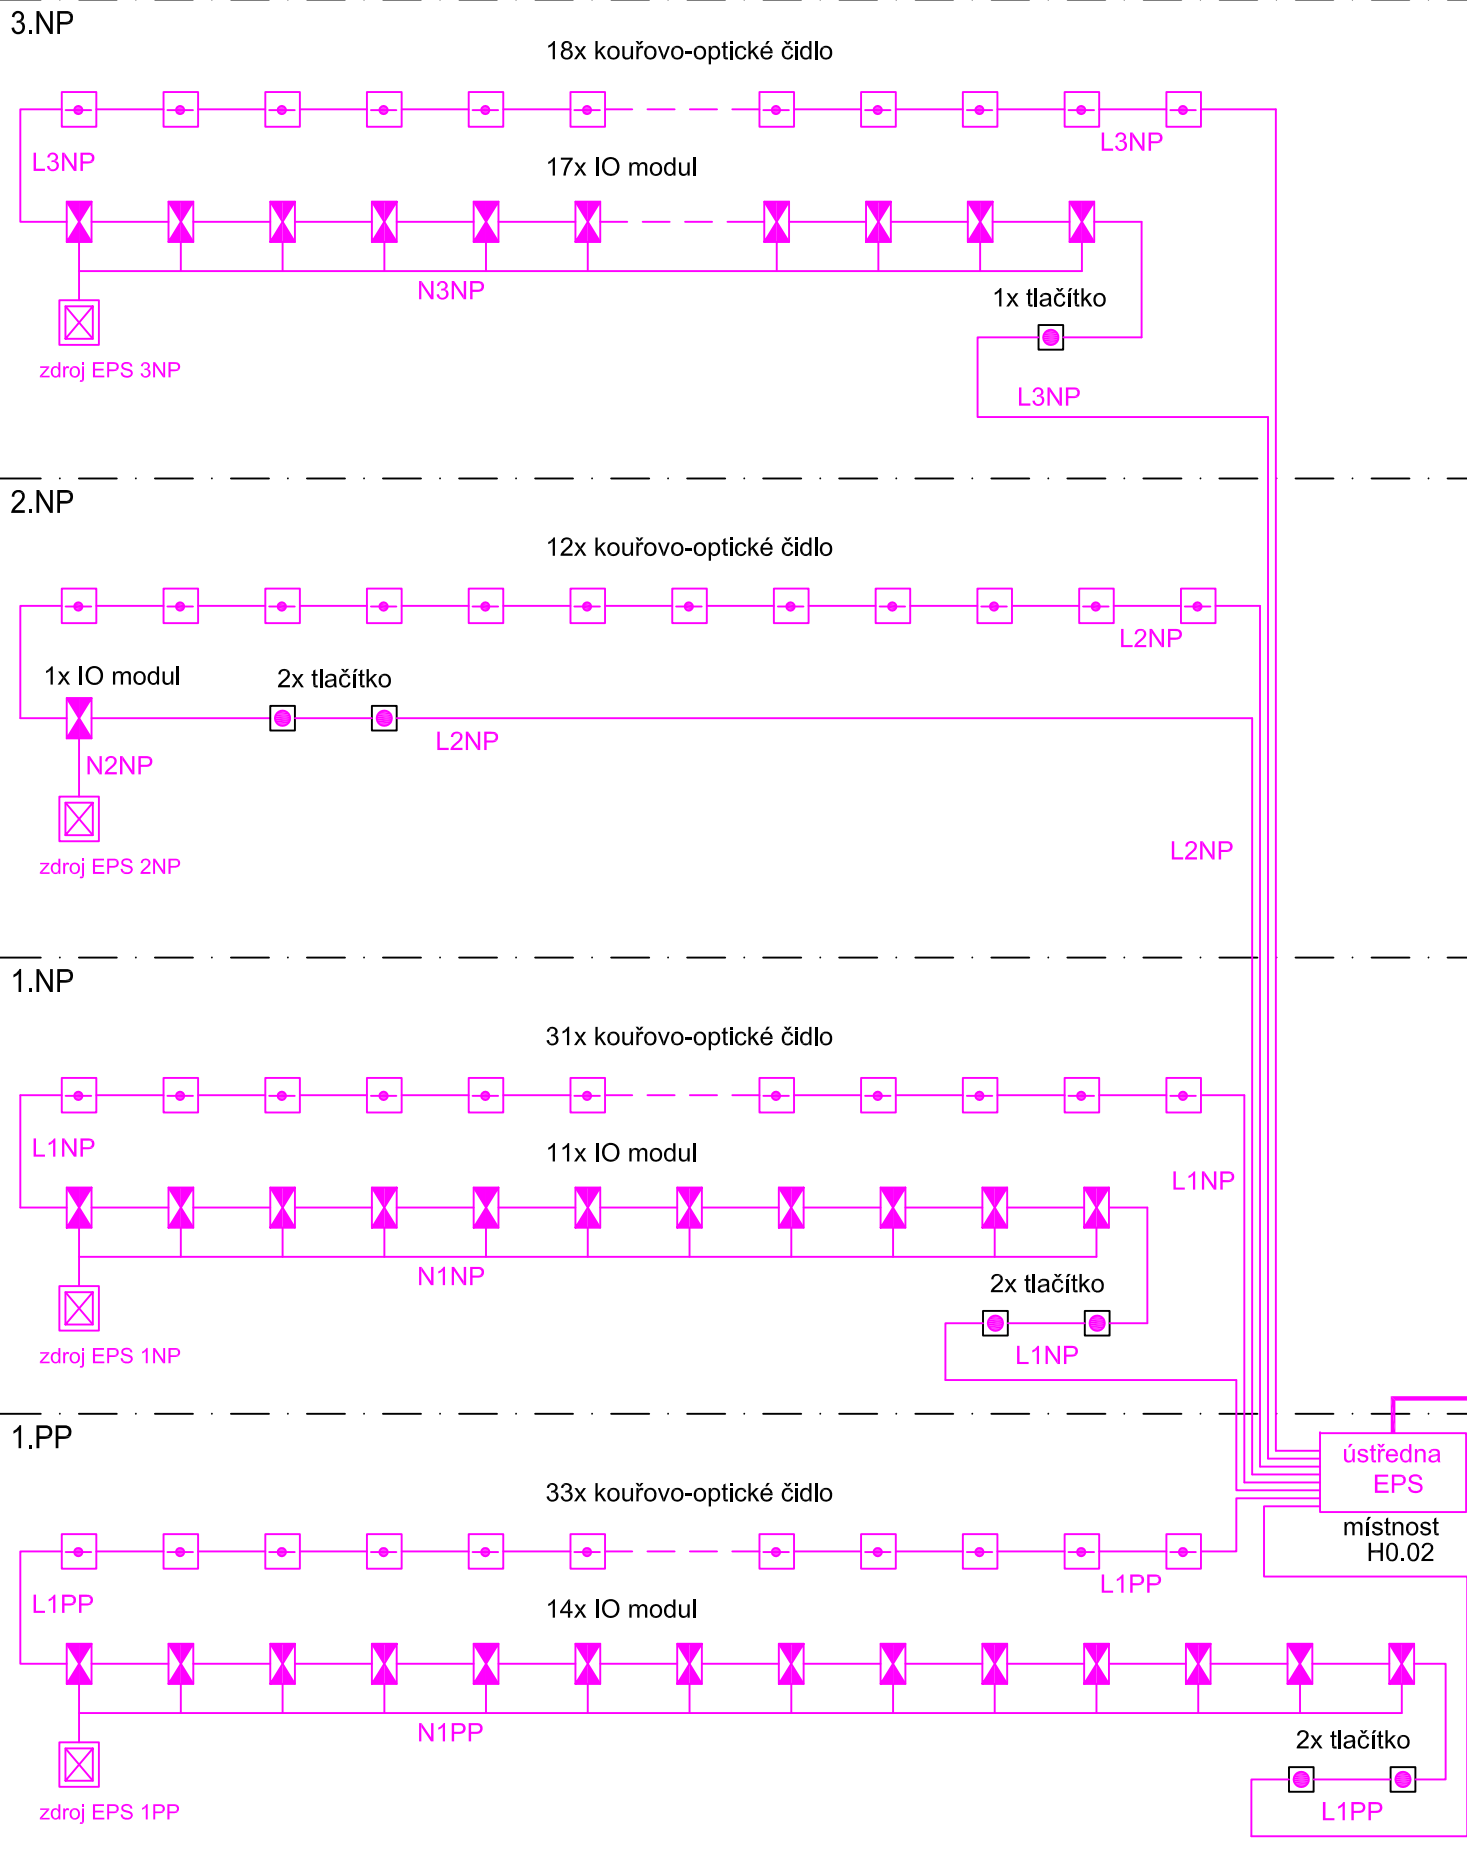 3.NP
18x kouřovo-optické čidlo
L3NP
L3NP
17x IO modul
N3NP
1x tlačítko
zdroj EPS 3NP
L3NP
2.NP
12x kouřovo-optické čidlo
L2NP
1x IO modul
2x tlačítko
L2NP
N2NP
L2NP
zdroj EPS 2NP
1.NP
31x kouřovo-optické čidlo
L1NP
11x IO modul
L1NP
N1NP
2x tlačítko
zdroj EPS 1NP
L1NP
1.PP
ústředna
EPS
33x kouřovo-optické čidlo
místnost
H0.02
L1PP
L1PP
14x IO modul
N1PP
2x tlačítko
zdroj EPS 1PP
L1PP